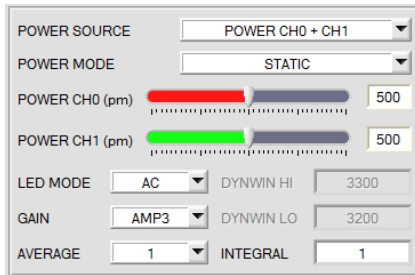 POWER SOURCE POWER CH0 + CH1
POWER MODE STATIC
POWER CH0 (pm) 500
POWER CH1 (pm) 500
LED MODE AC DYNWIN HI 3300
GAIN AMP3 DYNWIN LO 3200
AVERAGE 1 INTEGRAL 1